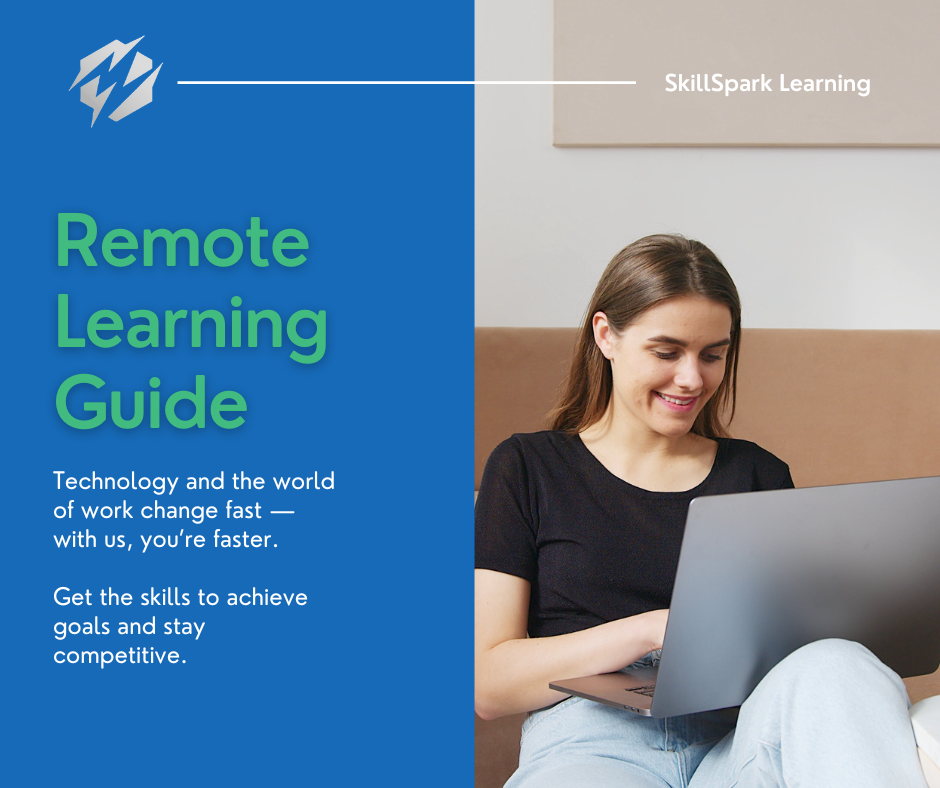 SkillSpark Learning
Remote
Learning
Guide
Technology and the world
of work change fast —
with us, you’re faster.
Get the skills to achieve
goals and stay
competitive.